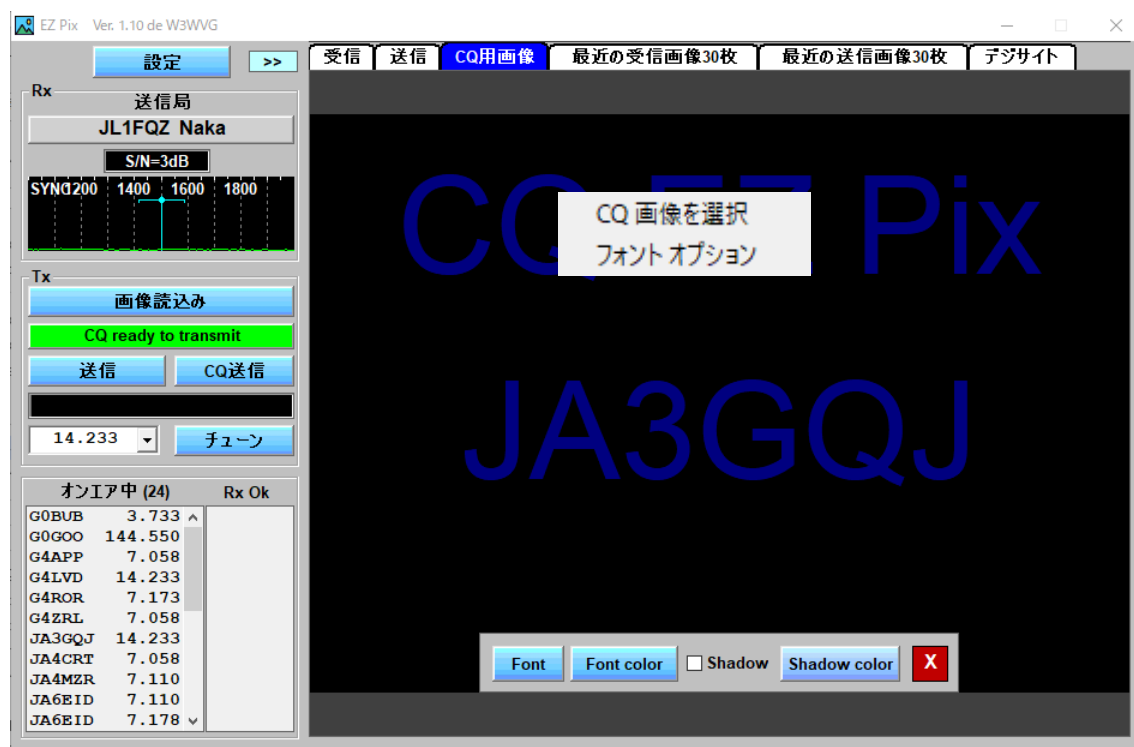 EZ Pix Ver. 1.10 de W3WVG
設定 >>
受信 送信 CQ用画像 最近の受信画像30枚 最近の送信画像30枚 デジサイト
Rx
送信局
JL1FQZ Naka
S/N=3dB
SYNC 1200 1400 1600 1800
Tx
画像読込み
CQ ready to transmit
送信 CQ送信
14.233 チューン
オンエア中 (24) Rx Ok
G0BUB 3.733
G0GOO 144.550
G4APP 7.058
G4LVD 14.233
G4ROR 7.173
G4ZRL 7.058
JA3GQJ 14.233
JA4CRT 7.058
JA4MZR 7.110
JA6EID 7.110
JA6EID 7.178
CQ EZ Pix
CQ 画像を選択
フォント オプション
JA3GQJ
Font Font color Shadow Shadow color X